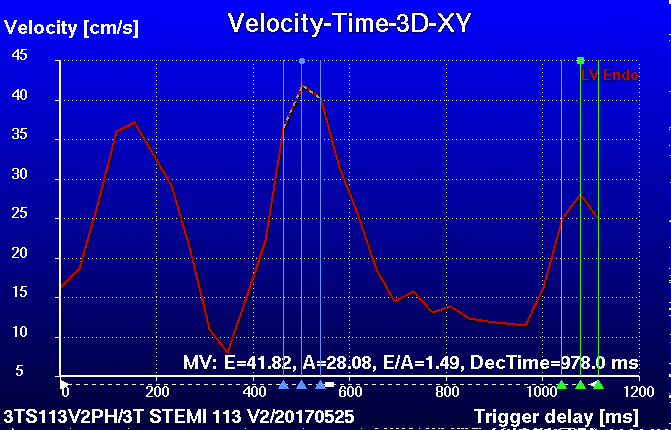 Velocity-Time-3D-XY
Velocity [cm/s]
45
LV Endo
40
35
30
25
20
15
10
MV: E=41.82, A=28.08, E/A=1.49, DecTime=978.0 ms
5
0 200 400 600 800 1000 1200
3TS113V2PH/3T STEMI 113 V2/20170525 Trigger delay [ms]